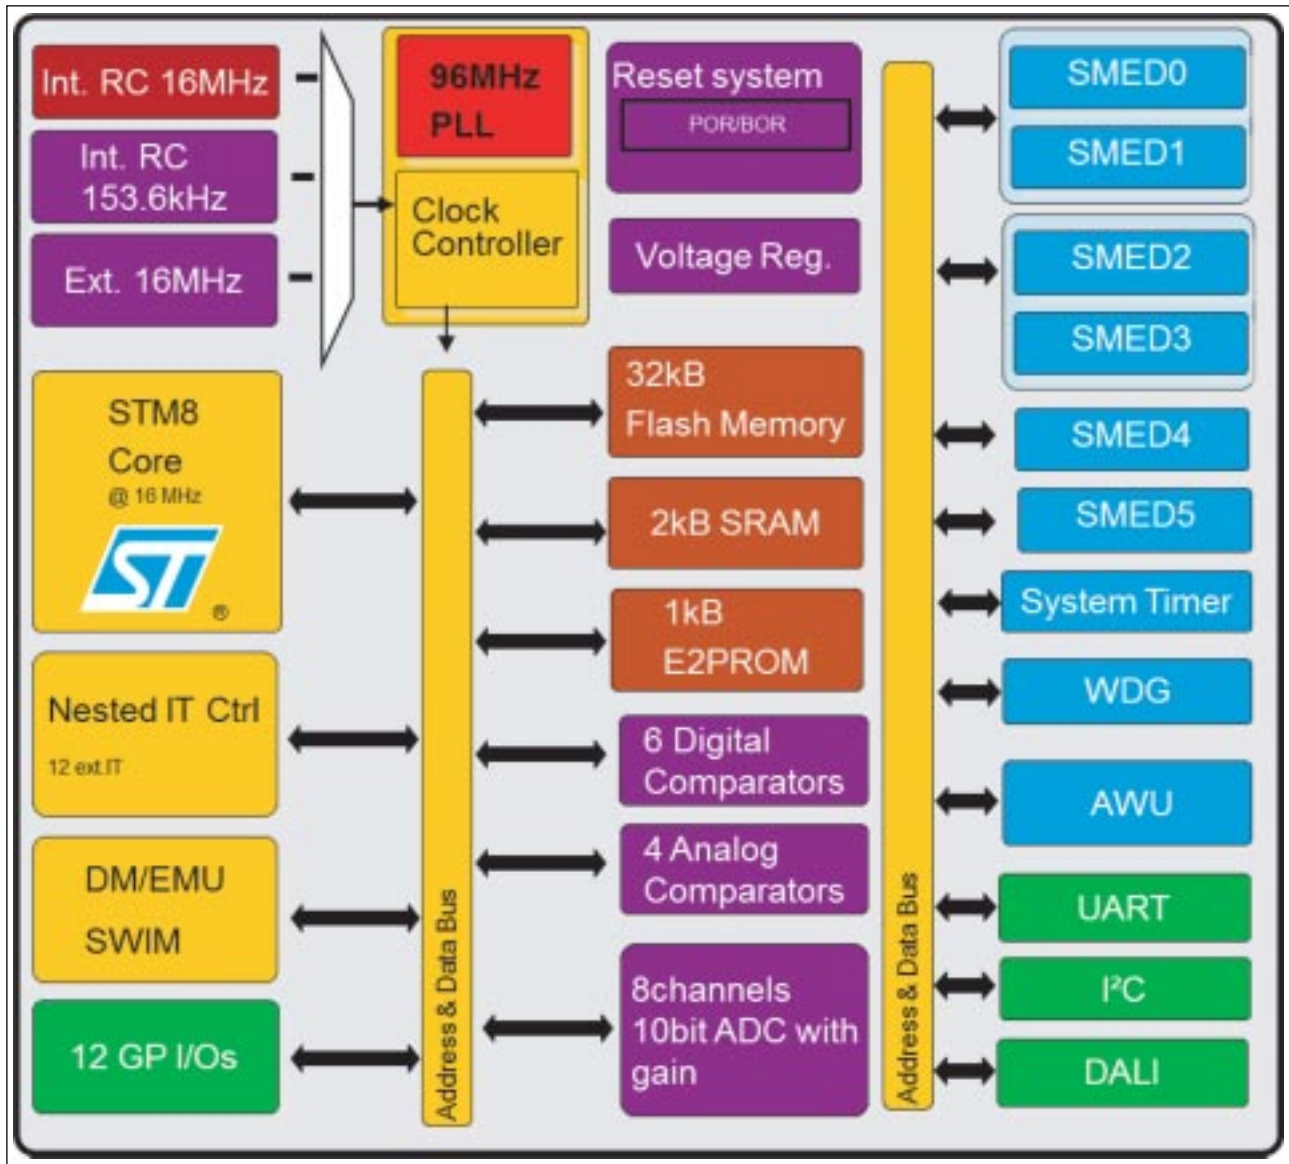 Int. RC 16MHz
Int. RC
153.6kHz
Ext. 16MHz
96MHz
PLL
Clock
Controller
Reset system
POR/BOR
Voltage Reg.
STM8
Core
@ 16 MHz
ST
®
Nested IT Ctrl
12 ext.IT
DM/EMU
SWIM
12 GP I/Os
Address & Data Bus
32kB
Flash Memory
2kB SRAM
1kB
E2PROM
6 Digital
Comparators
4 Analog
Comparators
8channels
10bit ADC with
gain
Address & Data Bus
SMED0
SMED1
SMED2
SMED3
SMED4
SMED5
System Timer
WDG
AWU
UART
I²C
DALI